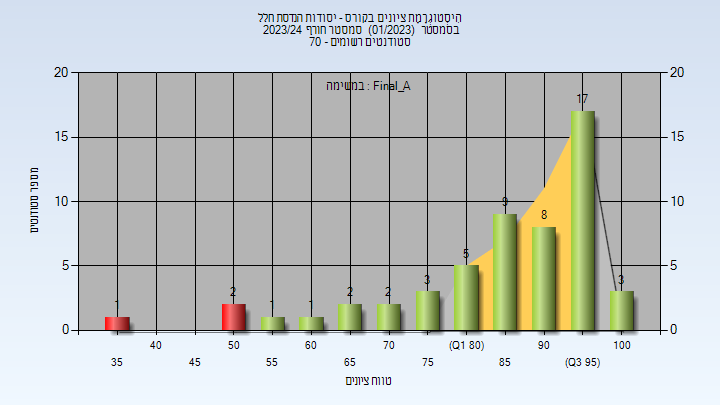 היסטוגרמת ציונים בקורס - יסודות הנדסת חלל
בסמסטר (01/2023) סמסטר חורף 2023/24
סטודנטים רשומים - 70
במשימה : Final_A
מספר סטודנטים
20 20
15 15
10 10
5 5
0 0
1 2 1 1 2 2 3 5 9 8 17 3
40 50 60 70 (Q1 80) 90 100
35 45 55 65 75 85 (Q3 95)
טווח ציונים